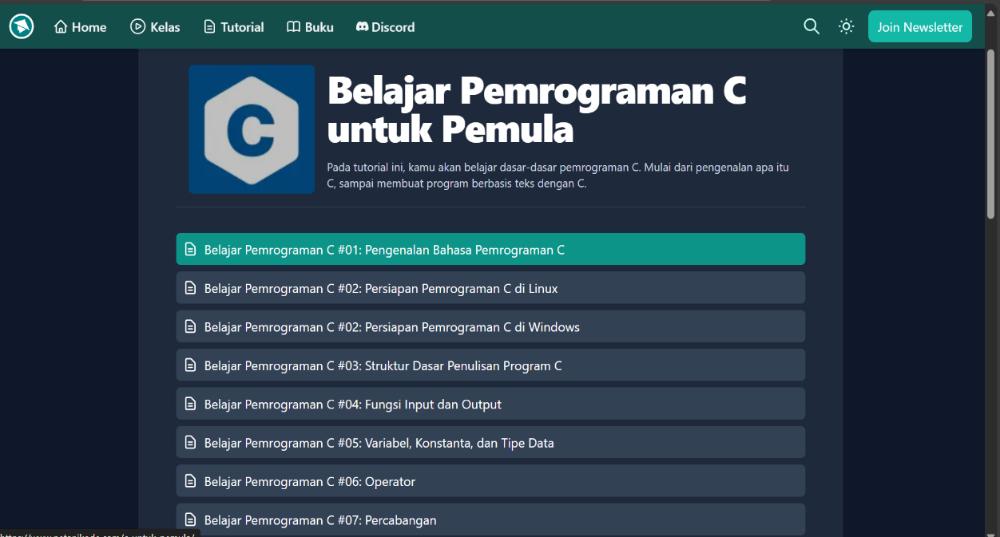 Home Kelas Tutorial Buku Discord Join Newsletter
C
Belajar Pemrograman C
untuk Pemula
Pada tutorial ini, kamu akan belajar dasar-dasar pemrograman C. Mulai dari pengenalan apa itu
C, sampai membuat program berbasis teks dengan C.
Belajar Pemrograman C #01: Pengenalan Bahasa Pemrograman C
Belajar Pemrograman C #02: Persiapan Pemrograman C di Linux
Belajar Pemrograman C #02: Persiapan Pemrograman C di Windows
Belajar Pemrograman C #03: Struktur Dasar Penulisan Program C
Belajar Pemrograman C #04: Fungsi Input dan Output
Belajar Pemrograman C #05: Variabel, Konstanta, dan Tipe Data
Belajar Pemrograman C #06: Operator
Belajar Pemrograman C #07: Percabangan